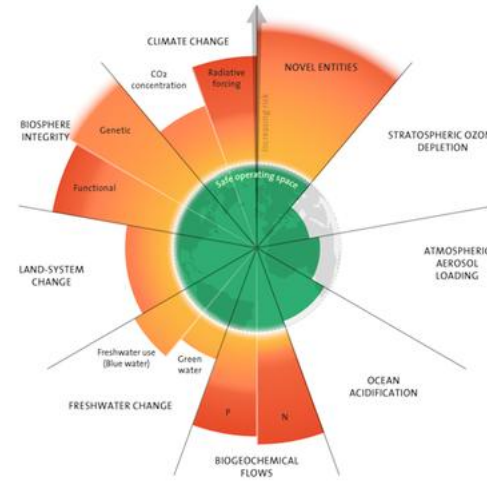 CLIMATE CHANGE
CO2
concentration
Radiative
forcing
NOVEL ENTITIES
Increasing risk
BIOSPHERE
INTEGRITY
Genetic
Functional
STRATOSPHERIC OZON
DEPLETION
Safe operating space
LAND-SYSTEM
CHANGE
ATMOSPHERIC
AEROSOL
LOADING
Freshwater use
(Blue water)
Green
water
FRESHWATER CHANGE
P
N
OCEAN
ACIDIFICATION
BIOGEOCHEMICAL
FLOWS